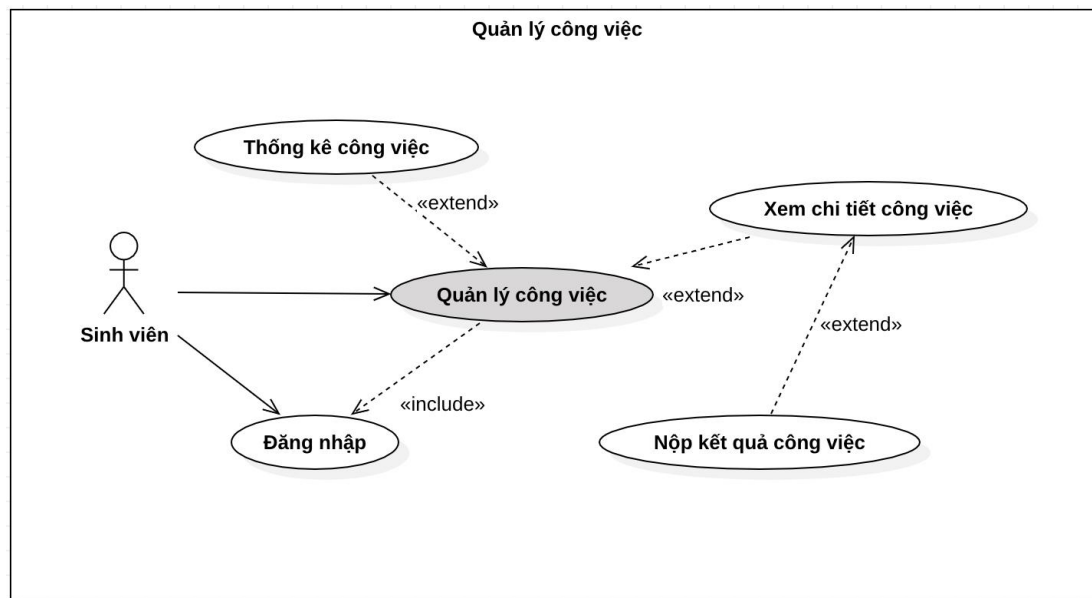 Quản lý công việc
Thống kê công việc
«extend»
Xem chi tiết công việc
Quản lý công việc
«extend»
«extend»
Sinh viên
«include»
Đăng nhập
Nộp kết quả công việc